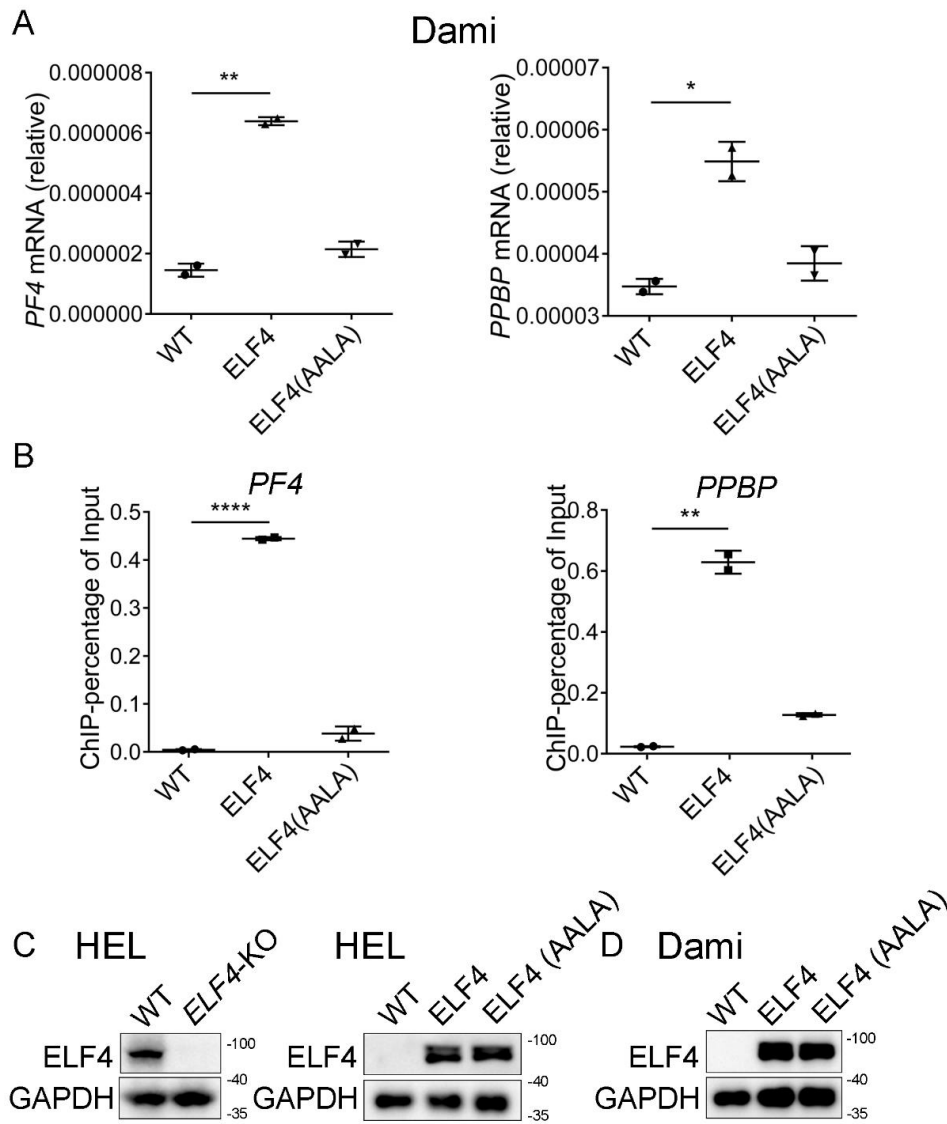 A
Dami
PF4 mRNA (relative)
0.000008
0.000006
0.000004
0.000002
0.000000
**
WT
ELF4
ELF4(AALA)
PPBP mRNA (relative)
0.00007
0.00006
0.00005
0.00004
0.00003
*
WT
ELF4
ELF4(AALA)
B
PF4
ChIP-percentage of Input
0.5
0.4
0.3
0.2
0.1
0.0
****
WT
ELF4
ELF4(AALA)
PPBP
ChIP-percentage of Input
0.8
0.6
0.4
0.2
0.0
**
WT
ELF4
ELF4(AALA)
C HEL
WT
ELF4-KO
ELF4
-100
GAPDH
-40
-35
HEL
WT
ELF4
ELF4 (AALA)
ELF4
-100
GAPDH
-40
-35
D Dami
WT
ELF4
ELF4 (AALA)
ELF4
-100
GAPDH
-40
-35